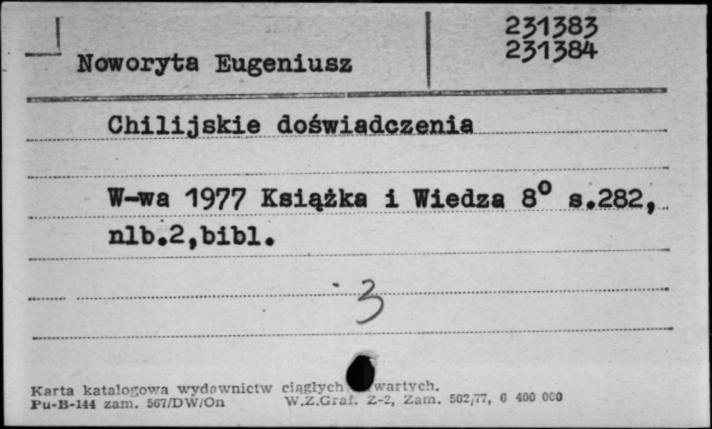 231383
231384
Noworyta Eugeniusz
Chilijskie doświadczenia
W-wa 1977 Książka i Wiedza 8° s.282,
nlb.2,bibl.
3
Karta katalogowa wydawnictw ciągłych wartych.
Pu-B-144 zam. 567/DW/On W.Z.Graf. Z-2, Zam. 502/77, 6 400 000